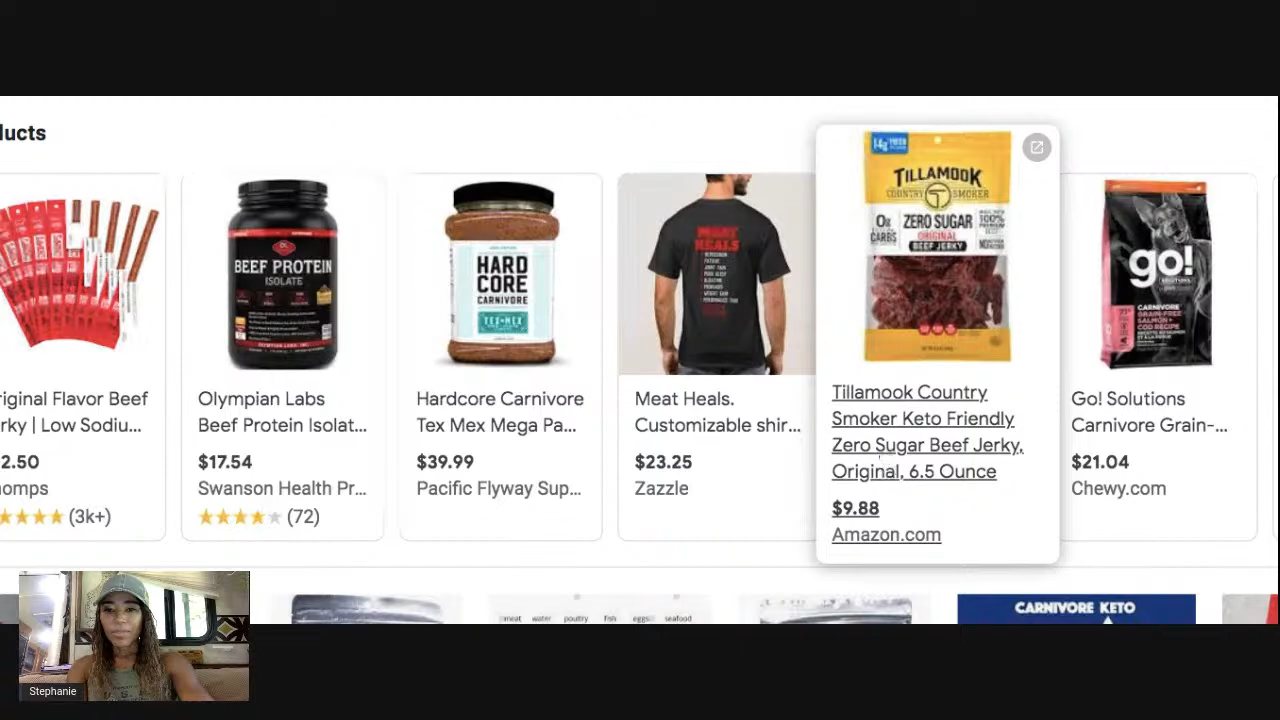 ducts
iginal Flavor Beef
rky | Low Sodiu...
2.50
omps
(3k+)
BEEF PROTEIN
ISOLATE
Olympian Labs
Beef Protein Isolat...
$17.54
Swanson Health Pr...
(72)
HARD
CORE
CARNIVORE
TEX-MEX
Hardcore Carnivore
Tex Mex Mega Pa...
$39.99
Pacific Flyway Sup...
MEAT
HEALS
Meat Heals.
Customizable shir...
$23.25
Zazzle
TILLAMOOK
COUNTRY SMOKER
0g
CARBS
ZERO SUGAR
ORIGINAL
BEEF JERKY
Tillamook Country
Smoker Keto Friendly
Zero Sugar Beef Jerky,
Original, 6.5 Ounce
$9.88
Amazon.com
go!
CARNIVORE
GRAIN-FREE
SALMON +
COD RECIPE
Go! Solutions
Carnivore Grain-...
$21.04
Chewy.com
meat water poultry fish eggs seafood
CARNIVORE KETO
Stephanie